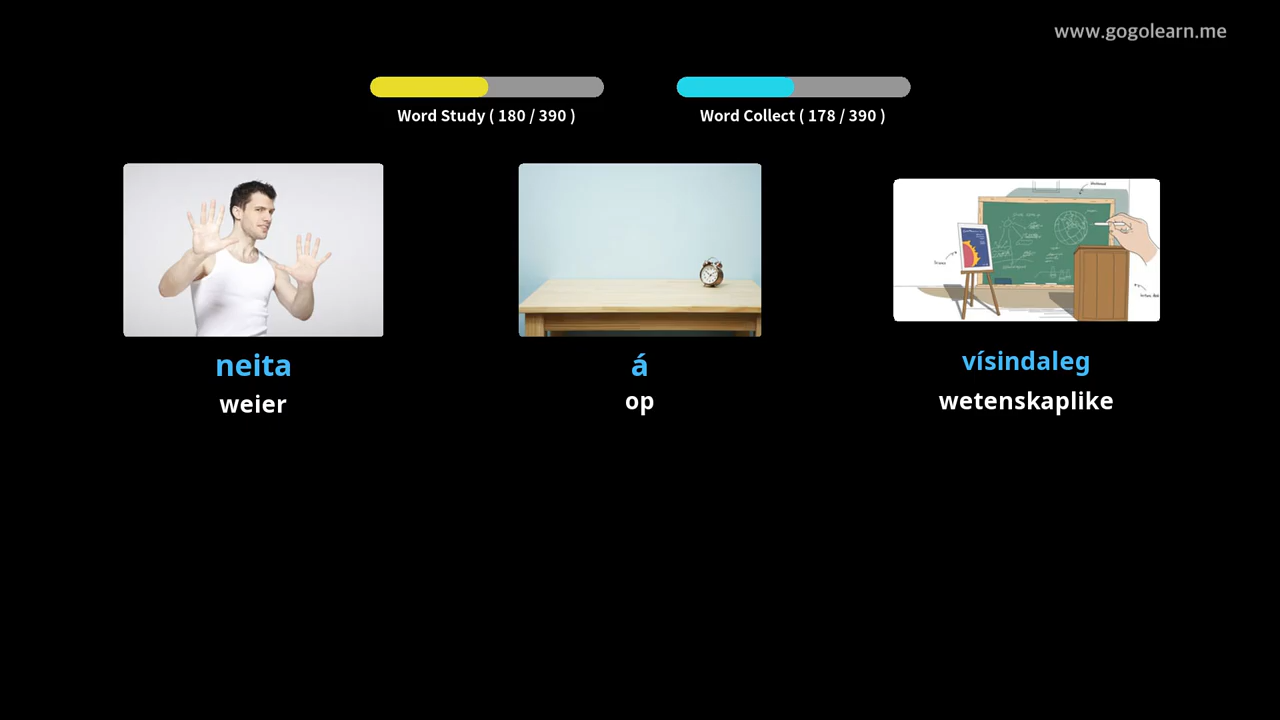 www.gogolearn.me
Word Study ( 180 / 390 )
Word Collect ( 178 / 390 )
neita
á
vísindaleg
weier
op
wetenskaplike